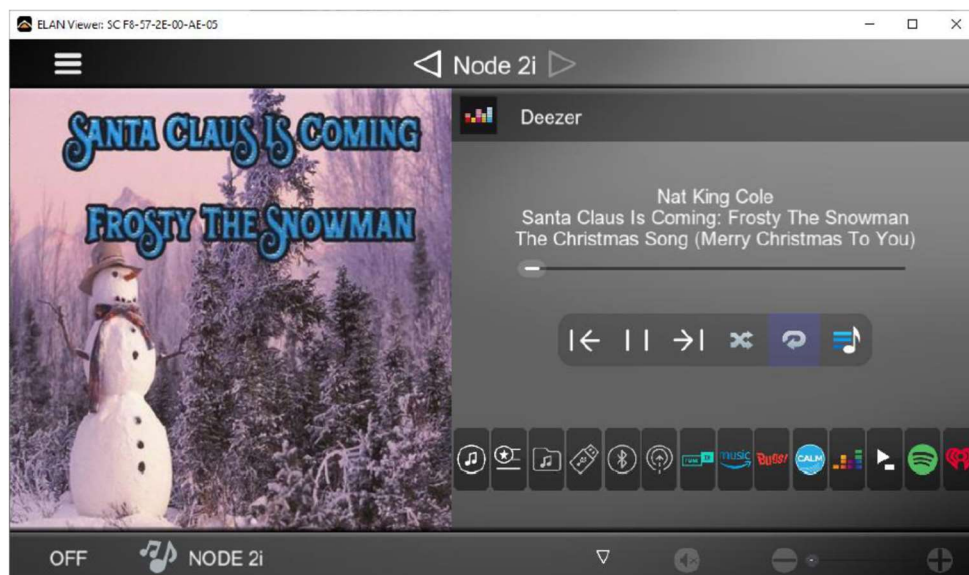 ELAN Viewer: SC F8-57-2E-00-AE-05
Node 2i
SANTA CLAUS IS COMING
FROSTY THE SNOWMAN
Deezer
Nat King Cole
Santa Claus Is Coming: Frosty The Snowman
The Christmas Song (Merry Christmas To You)
music
Bugs!
CALM
OFF
NODE 2i